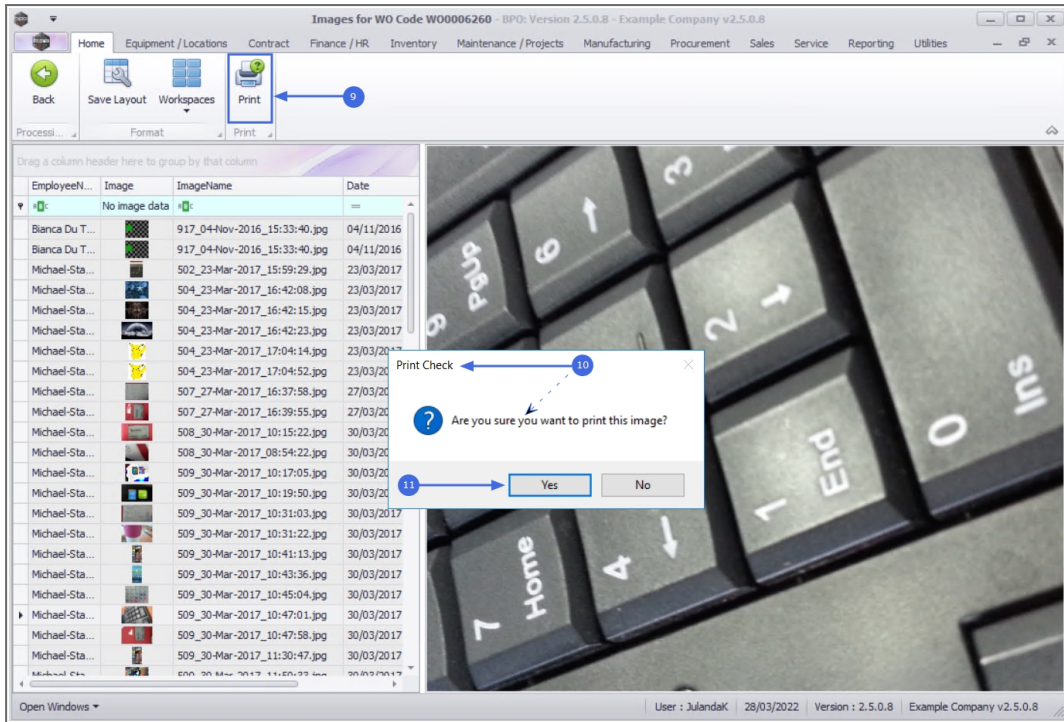 Images for WO Code WO0006260 - BPO: Version 2.5.0.8 - Example Company v2.5.0.8
Home Equipment / Locations Contract Finance / HR Inventory Maintenance / Projects Manufacturing Procurement Sales Service Reporting Utilities
Back Save Layout Workspaces Print 9
Processi... Format Print
Drag a column header here to group by that column
EmployeeN... Image ImageName Date
No image data =
Bianca Du T... 917_04-Nov-2016_15:33:40.jpg 04/11/2016
Bianca Du T... 917_04-Nov-2016_15:33:40.jpg 04/11/2016
Michael-Sta... 502_23-Mar-2017_15:59:29.jpg 23/03/2017
Michael-Sta... 504_23-Mar-2017_16:42:08.jpg 23/03/2017
Michael-Sta... 504_23-Mar-2017_16:42:15.jpg 23/03/2017
Michael-Sta... 504_23-Mar-2017_16:42:23.jpg 23/03/2017
Michael-Sta... 504_23-Mar-2017_17:04:14.jpg 23/03/2017
Michael-Sta... 504_23-Mar-2017_17:04:52.jpg 23/03/20
Michael-Sta... 507_27-Mar-2017_16:37:58.jpg 27/03/20
Michael-Sta... 507_27-Mar-2017_16:39:55.jpg 27/03/20
Michael-Sta... 508_30-Mar-2017_10:15:22.jpg 30/03/20
Michael-Sta... 508_30-Mar-2017_08:54:22.jpg 30/03/20
Michael-Sta... 509_30-Mar-2017_10:17:05.jpg 30/03/20
Michael-Sta... 509_30-Mar-2017_10:19:50.jpg 30/03/20
Michael-Sta... 509_30-Mar-2017_10:31:03.jpg 30/03/2017
Michael-Sta... 509_30-Mar-2017_10:31:22.jpg 30/03/2017
Michael-Sta... 509_30-Mar-2017_10:41:13.jpg 30/03/2017
Michael-Sta... 509_30-Mar-2017_10:43:36.jpg 30/03/2017
Michael-Sta... 509_30-Mar-2017_10:45:04.jpg 30/03/2017
Michael-Sta... 509_30-Mar-2017_10:47:01.jpg 30/03/2017
Michael-Sta... 509_30-Mar-2017_10:47:58.jpg 30/03/2017
Michael-Sta... 509_30-Mar-2017_11:30:47.jpg 30/03/2017
Print Check 10
Are you sure you want to print this image?
11 Yes No
3
6
9 PgUp
2
0 Ins
1 End
4
7 Home
Open Windows User : JulandaK 28/03/2022 Version : 2.5.0.8 Example Company v2.5.0.8